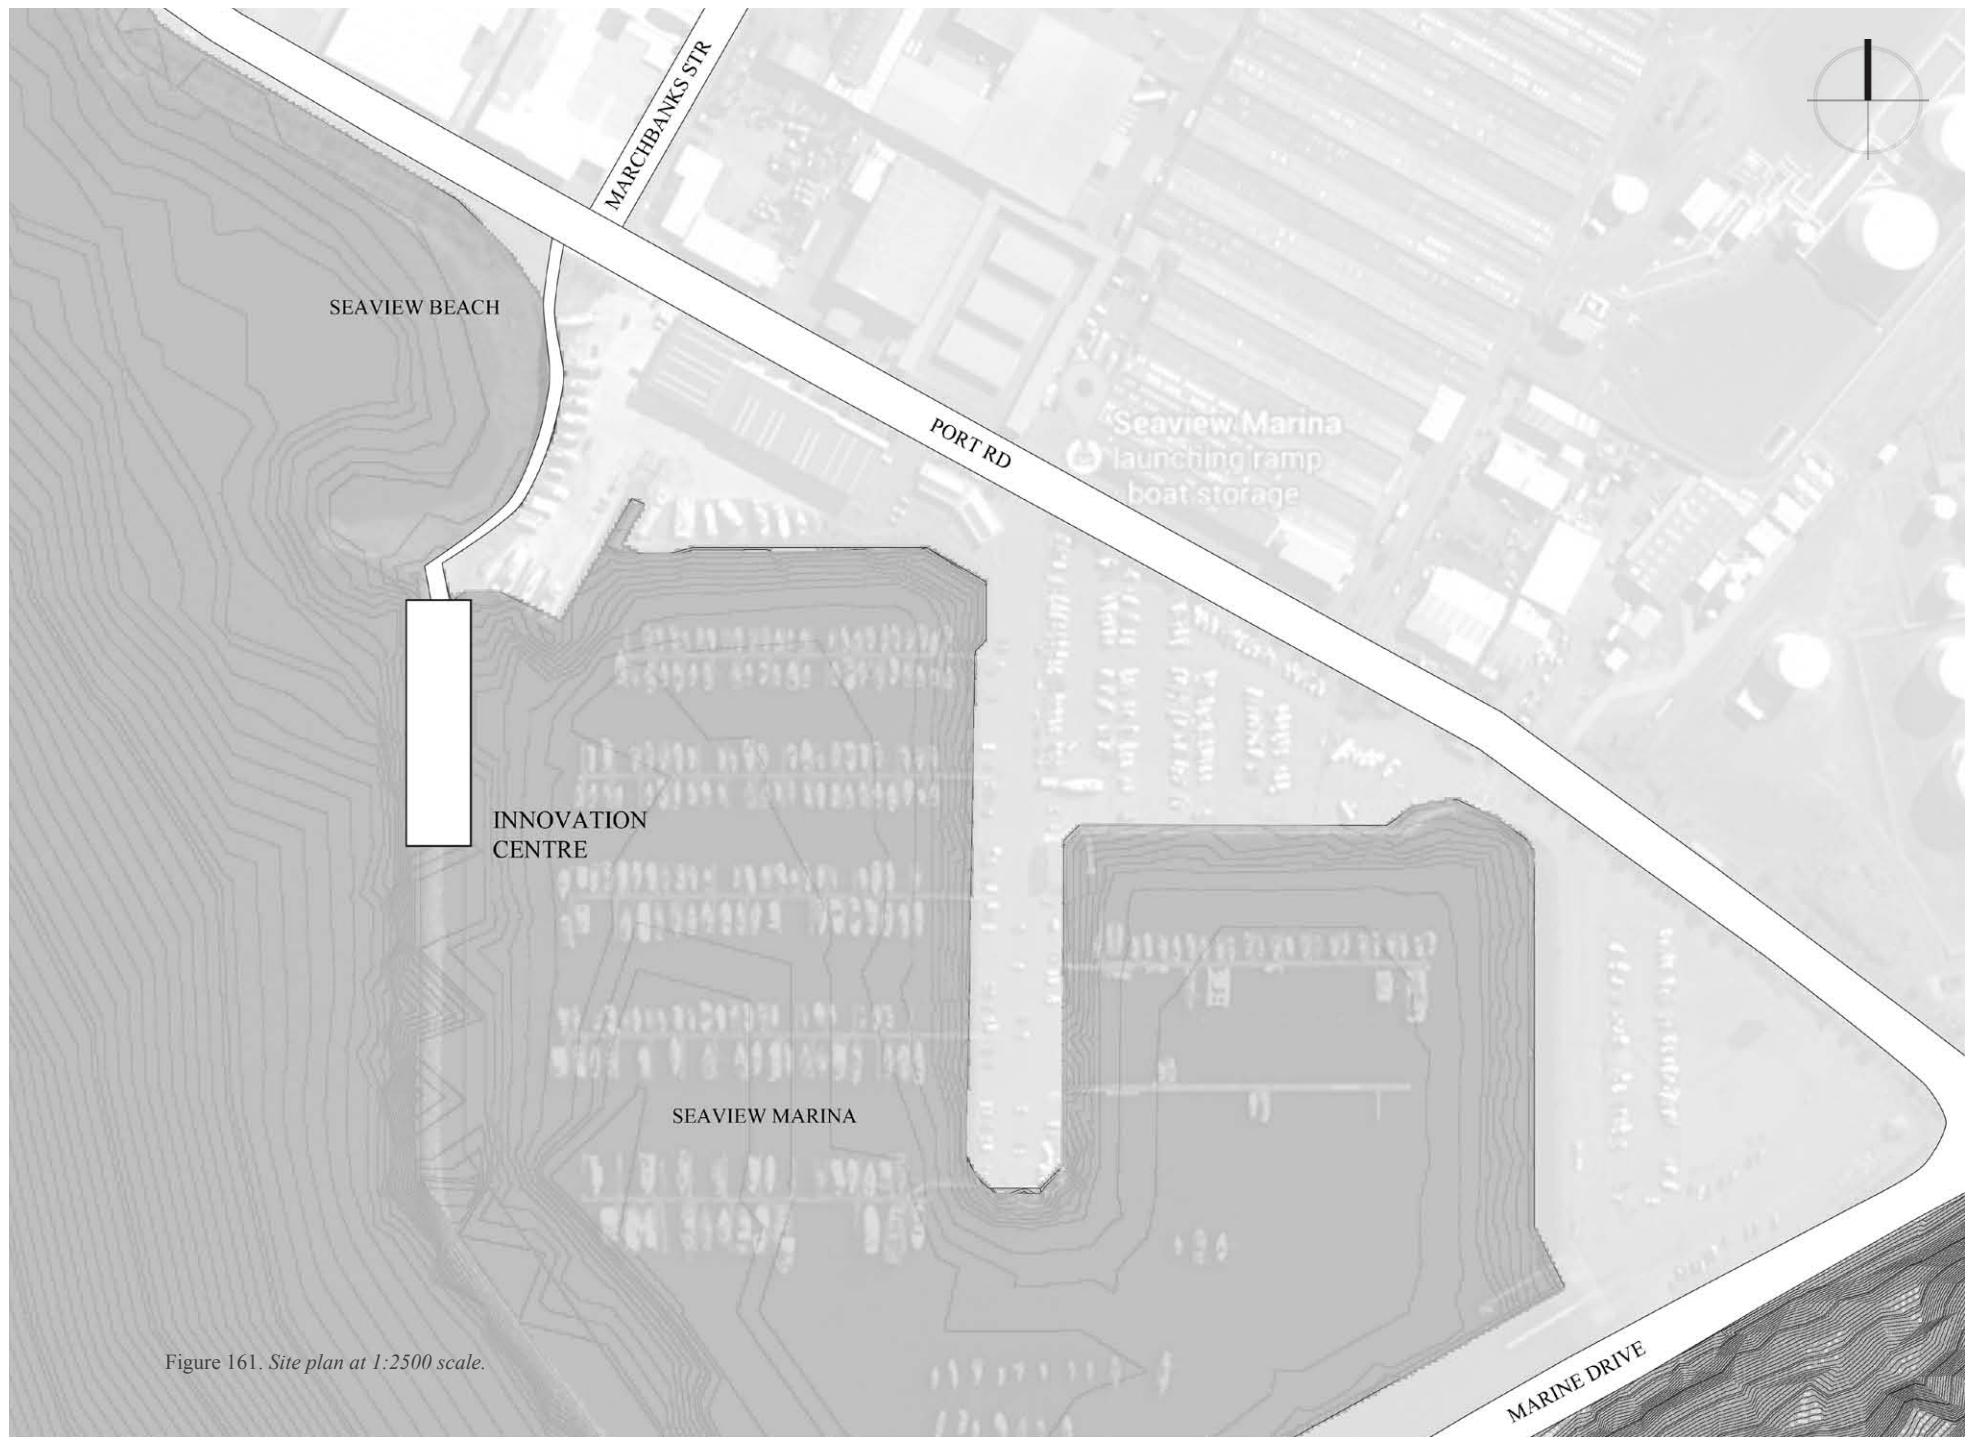 MARCHBANKS STR
SEAVIEW BEACH
PORT RD
Seaview Marina
launching ramp
boat storage
INNOVATION
CENTRE
SEAVIEW MARINA
Figure 161. Site plan at 1:2500 scale.
MARINE DRIVE